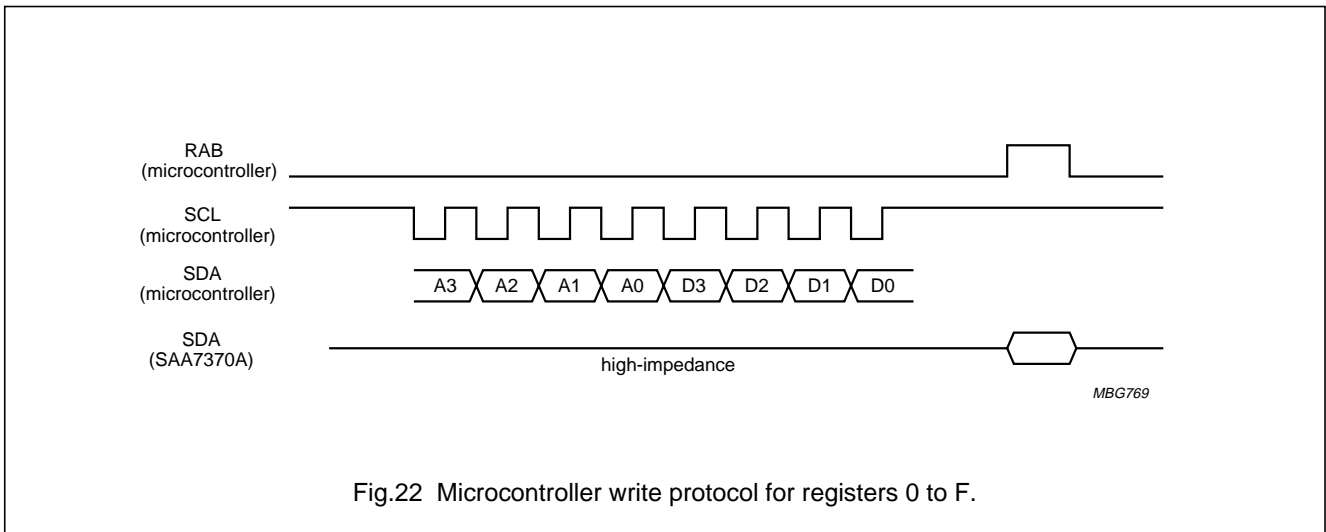 RAB
(microcontroller)
SCL
(microcontroller)
SDA
(microcontroller)
A3 A2 A1 A0 D3 D2 D1 D0
SDA
(SAA7370A)
high-impedance
MBG769
Fig.22 Microcontroller write protocol for registers 0 to F.